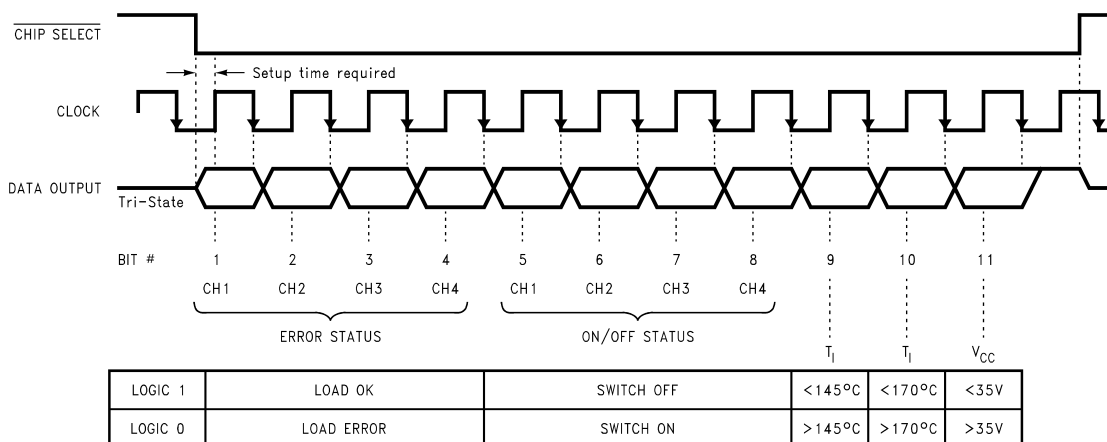 CHIP SELECT
Setup time required
CLOCK
DATA OUTPUT
Tri-State
BIT # 1 2 3 4 5 6 7 8 9 10 11
CH1 CH2 CH3 CH4 CH1 CH2 CH3 CH4
ERROR STATUS ON/OFF STATUS
TI TI VCC
LOGIC 1 LOAD OK SWITCH OFF <145°C <170°C <35V
LOGIC 0 LOAD ERROR SWITCH ON >145°C >170°C >35V